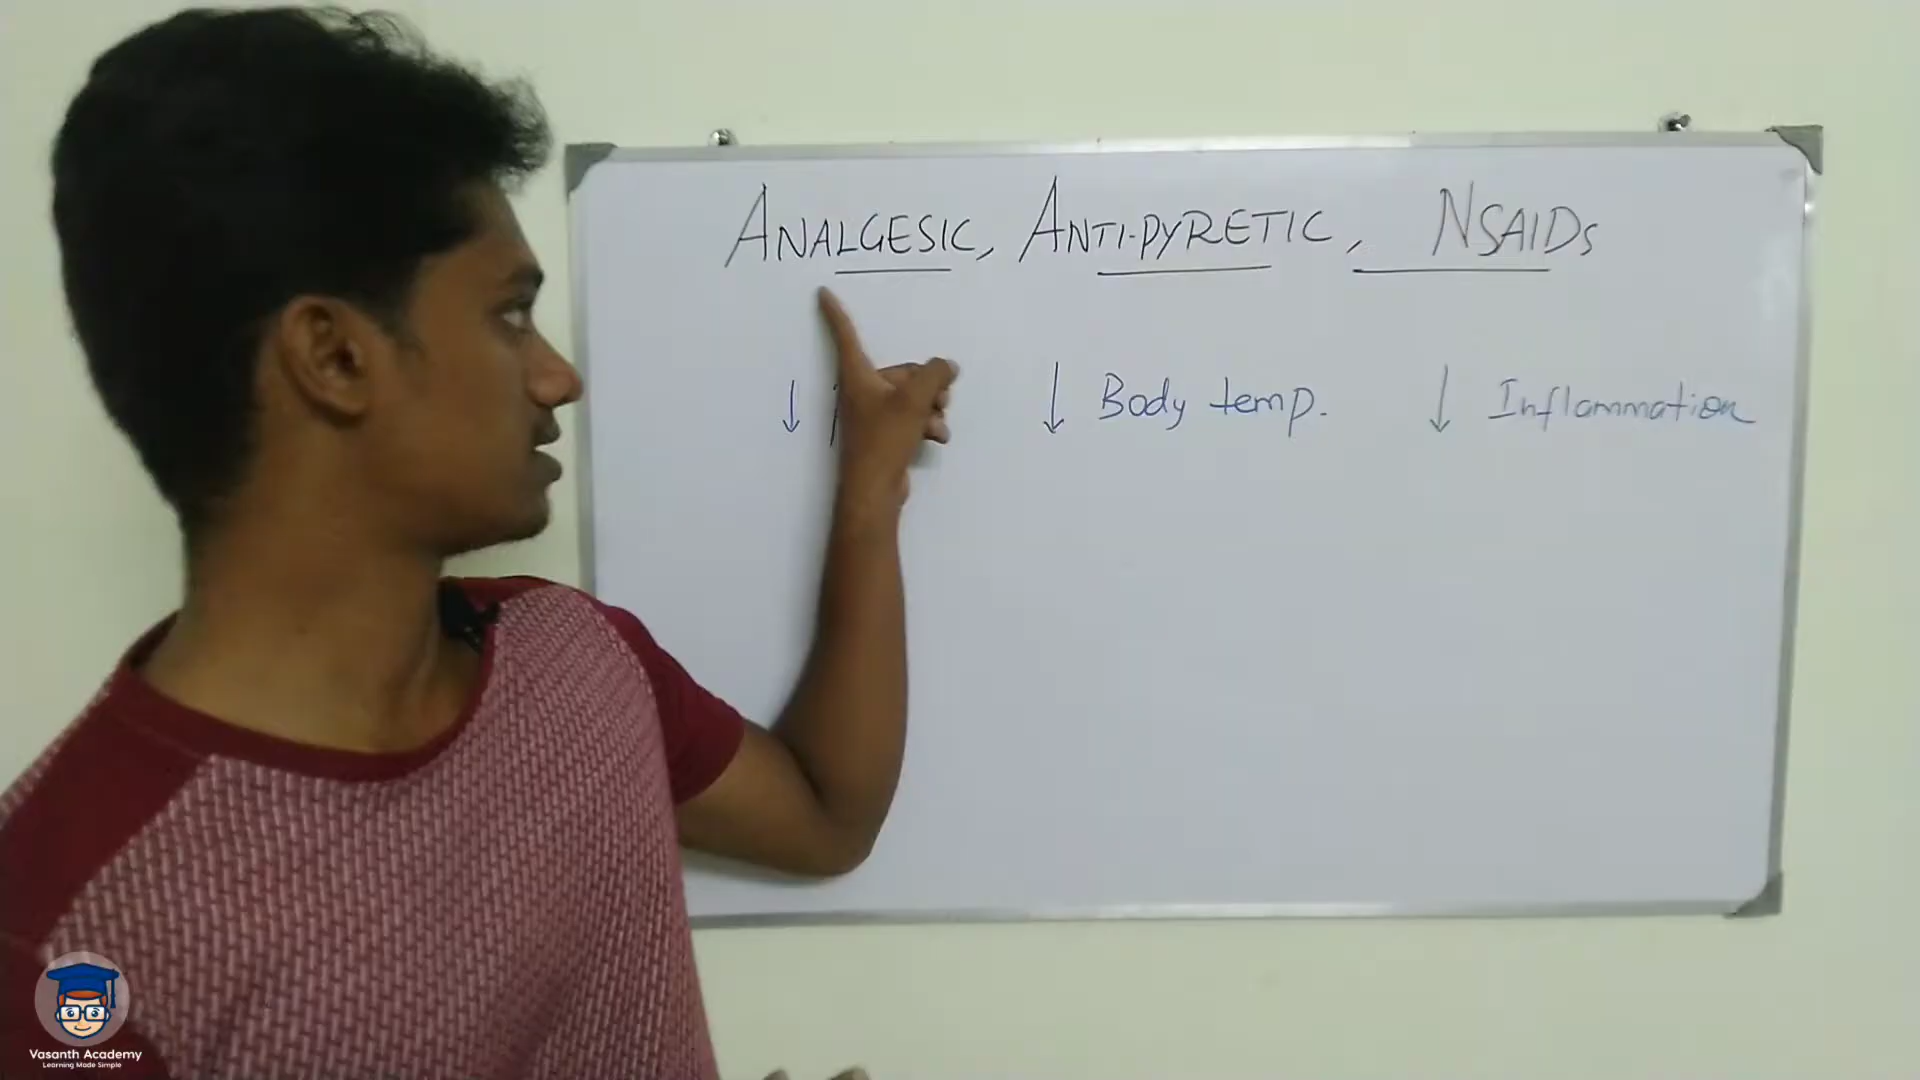 ANALGESIC, ANTI-PYRETIC, NSAIDs
↓ ↓ Body temp. ↓ Inflammation
Vasanth Academy
Learning Made Simple